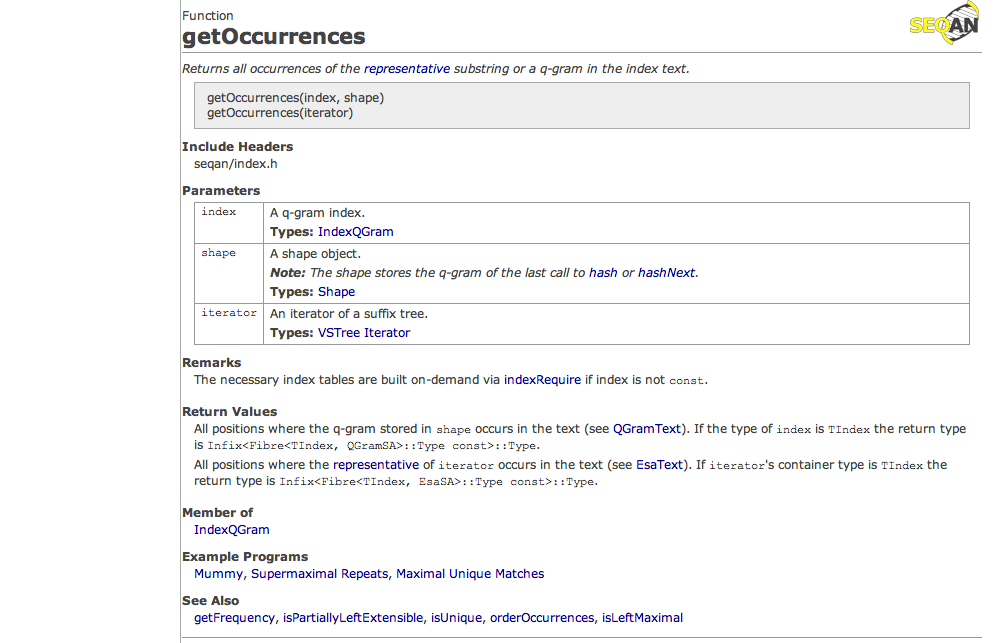 Function
SEQAN
getOccurrences
Returns all occurrences of the representative substring or a q-gram in the index text.
getOccurrences(index, shape)
getOccurrences(iterator)
Include Headers
seqan/index.h
Parameters
index A q-gram index.
Types: IndexQGram
shape A shape object.
Note: The shape stores the q-gram of the last call to hash or hashNext.
Types: Shape
iterator An iterator of a suffix tree.
Types: VSTree Iterator
Remarks
The necessary index tables are built on-demand via indexRequire if index is not const.
Return Values
All positions where the q-gram stored in shape occurs in the text (see QGramText). If the type of index is TIndex the return type
is Infix<Fibre<TIndex, QGramSA>::Type const>::Type.
All positions where the representative of iterator occurs in the text (see EsaText). If iterator's container type is TIndex the
return type is Infix<Fibre<TIndex, EsaSA>::Type const>::Type.
Member of
IndexQGram
Example Programs
Mummy, Supermaximal Repeats, Maximal Unique Matches
See Also
getFrequency, isPartiallyLeftExtensible, isUnique, orderOccurrences, isLeftMaximal